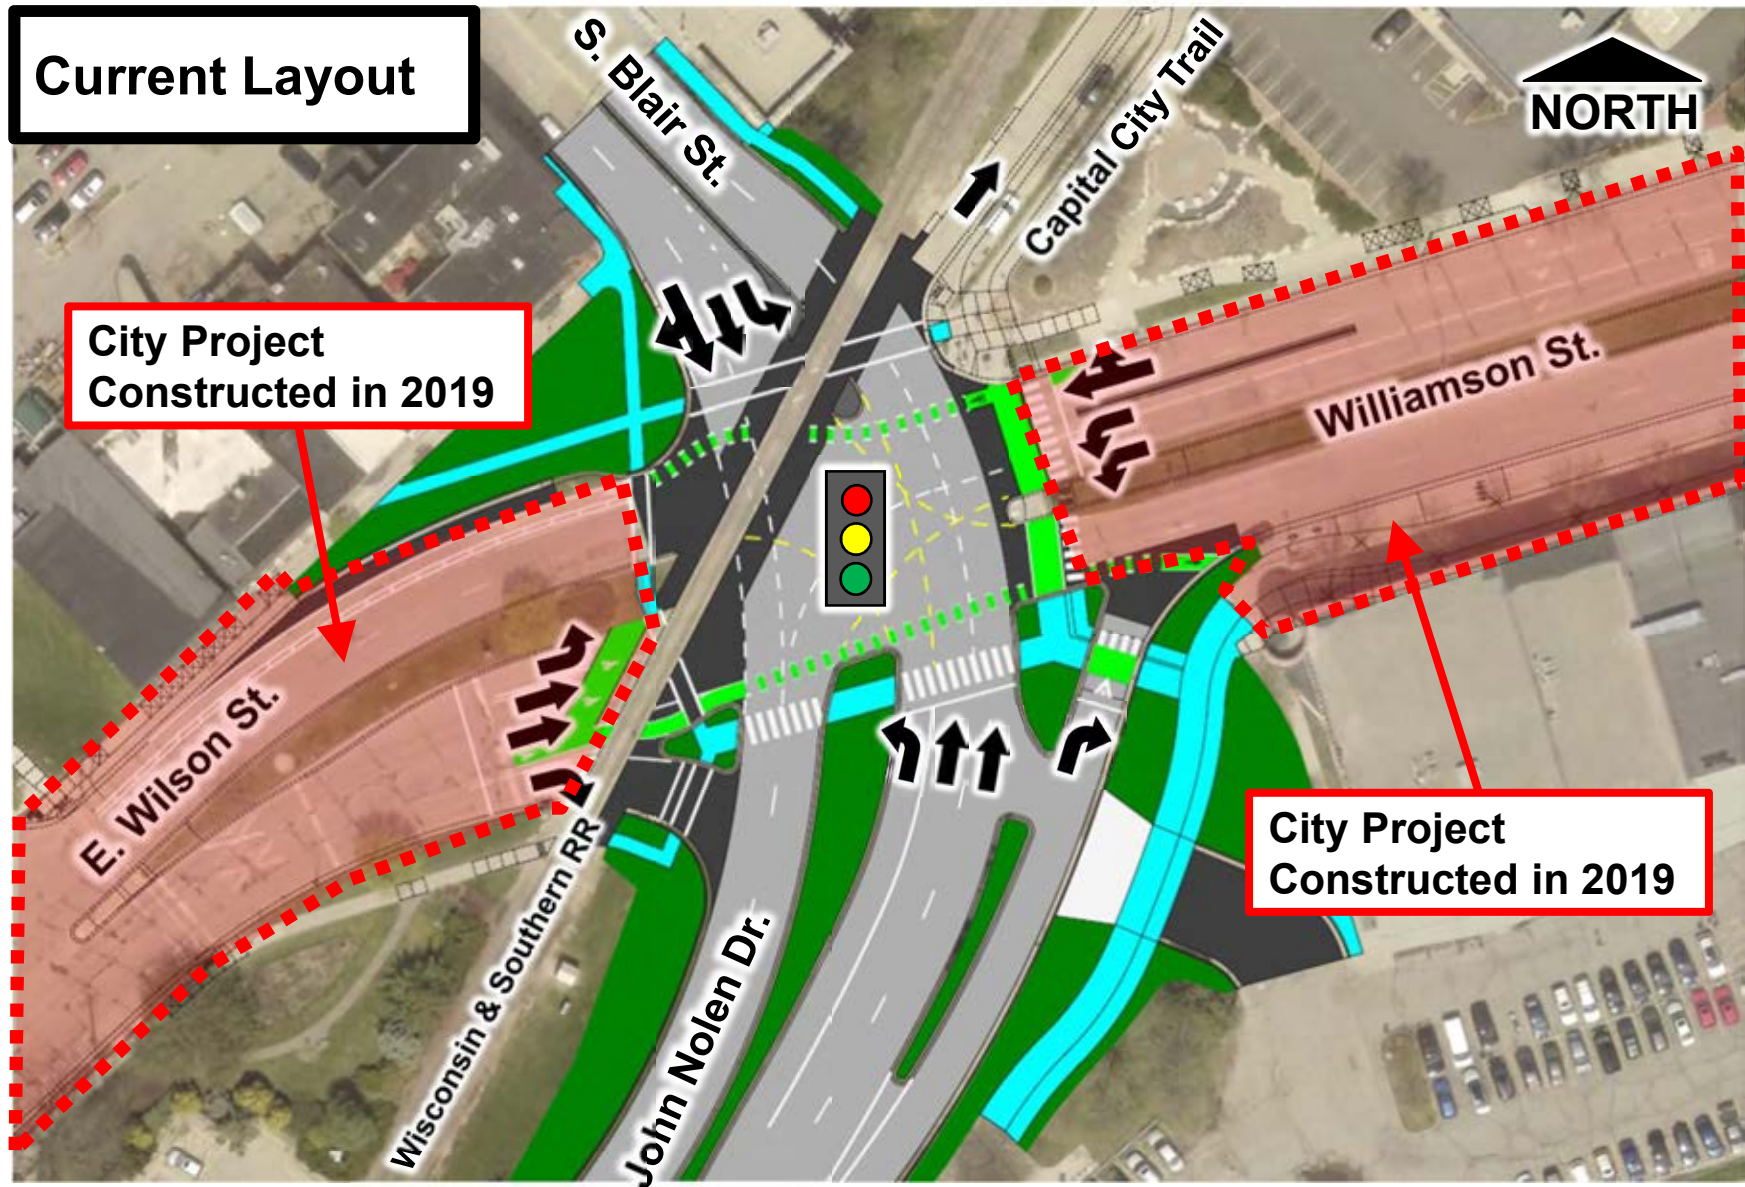 Current Layout
S. Blair St.
Capital City Trail
NORTH
City Project
Constructed in 2019
Williamson St.
E. Wilson St.
Wisconsin & Southern RR
John Nolen Dr.
City Project
Constructed in 2019